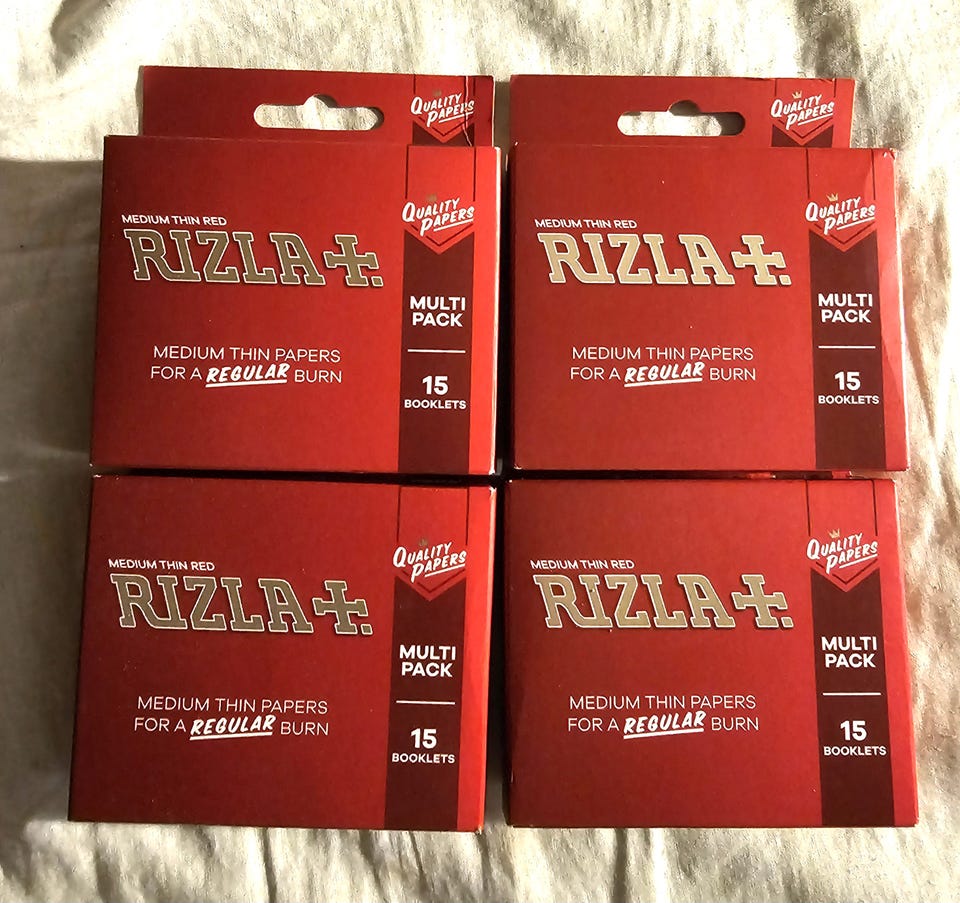 QUALITY
PAPERS
QUALITY
PAPERS
MEDIUM THIN RED
RIZLA+.
QUALITY
PAPERS
MULTI
PACK
MEDIUM THIN PAPERS
FOR A REGULAR BURN
15
BOOKLETS
MEDIUM THIN RED
RIZLA+.
QUALITY
PAPERS
MULTI
PACK
MEDIUM THIN PAPERS
FOR A REGULAR BURN
15
BOOKLETS
MEDIUM THIN RED
RIZLA+.
QUALITY
PAPERS
MULTI
PACK
MEDIUM THIN PAPERS
FOR A REGULAR BURN
15
BOOKLETS
MEDIUM THIN RED
RIZLA+.
QUALITY
PAPERS
MULTI
PACK
MEDIUM THIN PAPERS
FOR A REGULAR BURN
15
BOOKLETS